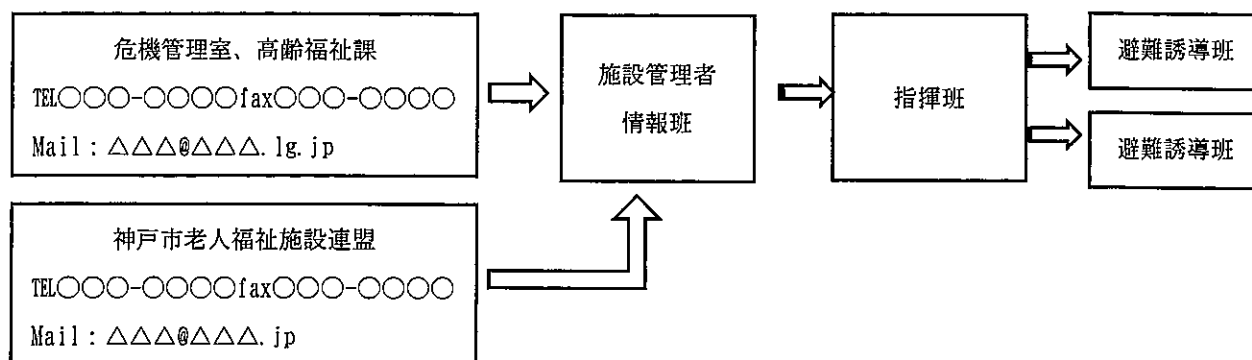 危機管理室、高齢福祉課
TEL○○○-○○○○fax○○○-○○○○
Mail：△△△@△△△.lg.jp
神戸市老人福祉施設連盟
TEL○○○-○○○○fax○○○-○○○○
Mail：△△△@△△△.jp
施設管理者
情報班
指揮班
避難誘導班
避難誘導班